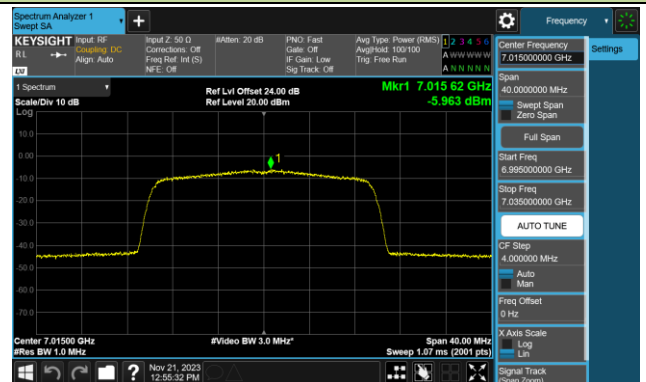 Spectrum Analyzer 1
Swept SA
Frequency
KEYSIGHT
RL
Input: RF
Coupling: DC
Align: Auto
Input Z: 50 Ω
Corrections: Off
Freq Ref: Int (S)
NFE: Off
#Atten: 20 dB
PNO: Fast
Gate: Off
IF Gain: Low
Sig Track: Off
Avg Type: Power (RMS)
Avg|Hold: 100/100
Trig: Free Run
1 2 3 4 5 6
A W W W W W
A N N N N N
1 Spectrum
Scale/Div 10 dB
Log
Ref Lvl Offset 24.00 dB
Ref Level 20.00 dBm
Mkr1 7.015 62 GHz
-5.963 dBm
10.0
0.00
-10.0
-20.0
-30.0
-40.0
-50.0
-60.0
-70.0
1
Center 7.01500 GHz
#Res BW 1.0 MHz
#Video BW 3.0 MHz*
Span 40.00 MHz
Sweep 1.07 ms (2001 pts)
Nov 21, 2023
12:55:32 PM
Center Frequency
7.015000000 GHz
Settings
Span
40.0000000 MHz
Swept Span
Zero Span
Full Span
Start Freq
6.995000000 GHz
Stop Freq
7.035000000 GHz
AUTO TUNE
CF Step
4.000000 MHz
Auto
Man
Freq Offset
0 Hz
X Axis Scale
Log
Lin
Signal Track
(Span Zoom)